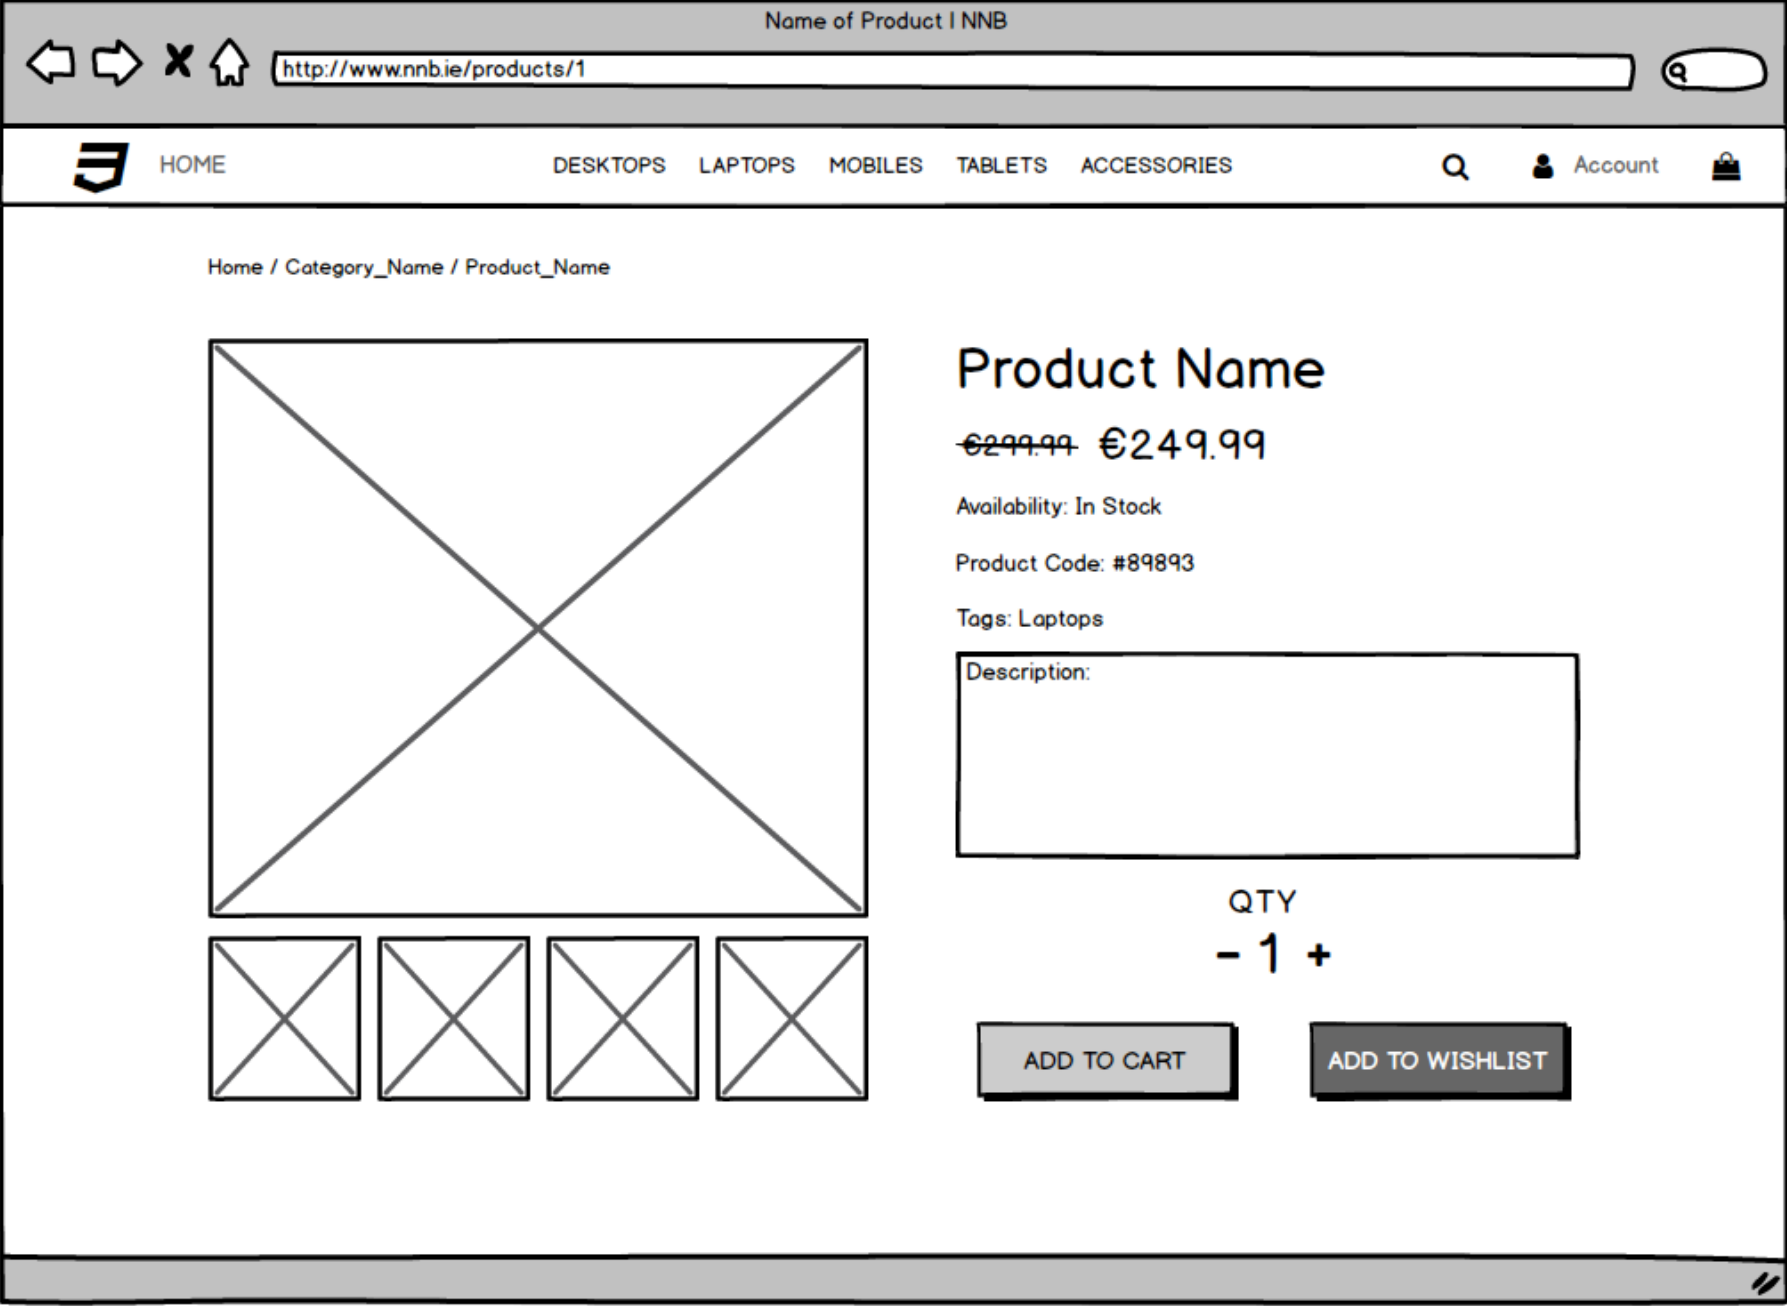 Name of Product | NNB
http://www.nnb.ie/products/1
HOME DESKTOPS LAPTOPS MOBILES TABLETS ACCESSORIES Account
Home / Category_Name / Product_Name
Product Name
€299.99 €249.99
Availability: In Stock
Product Code: #89893
Tags: Laptops
Description:
QTY
- 1 +
ADD TO CART ADD TO WISHLIST